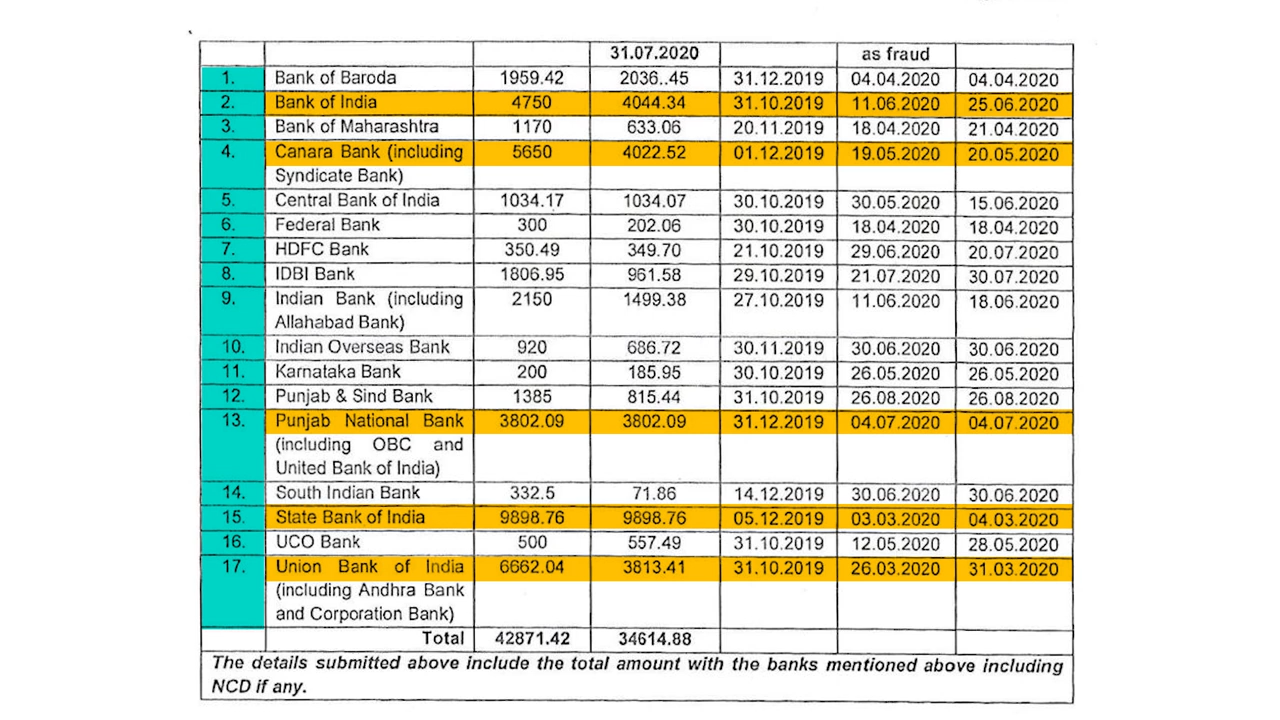 31.07.2020 as fraud
1. Bank of Baroda 1959.42 2036..45 31.12.2019 04.04.2020 04.04.2020
2. Bank of India 4750 4044.34 31.10.2019 11.06.2020 25.06.2020
3. Bank of Maharashtra 1170 633.06 20.11.2019 18.04.2020 21.04.2020
4. Canara Bank (including 5650 4022.52 01.12.2019 19.05.2020 20.05.2020
Syndicate Bank)
5. Central Bank of India 1034.17 1034.07 30.10.2019 30.05.2020 15.06.2020
6. Federal Bank 300 202.06 30.10.2019 18.04.2020 18.04.2020
7. HDFC Bank 350.49 349.70 21.10.2019 29.06.2020 20.07.2020
8. IDBI Bank 1806.95 961.58 29.10.2019 21.07.2020 30.07.2020
9. Indian Bank (including 2150 1499.38 27.10.2019 11.06.2020 18.06.2020
Allahabad Bank)
10. Indian Overseas Bank 920 686.72 30.11.2019 30.06.2020 30.06.2020
11. Karnataka Bank 200 185.95 30.10.2019 26.05.2020 26.05.2020
12. Punjab & Sind Bank 1385 815.44 31.10.2019 26.08.2020 26.08.2020
13. Punjab National Bank 3802.09 3802.09 31.12.2019 04.07.2020 04.07.2020
(including OBC and
United Bank of India)
14. South Indian Bank 332.5 71.86 14.12.2019 30.06.2020 30.06.2020
15. State Bank of India 9898.76 9898.76 05.12.2019 03.03.2020 04.03.2020
16. UCO Bank 500 557.49 31.10.2019 12.05.2020 28.05.2020
17. Union Bank of India 6662.04 3813.41 31.10.2019 26.03.2020 31.03.2020
(including Andhra Bank
and Corporation Bank)
Total 42871.42 34614.88
The details submitted above include the total amount with the banks mentioned above including
NCD if any.